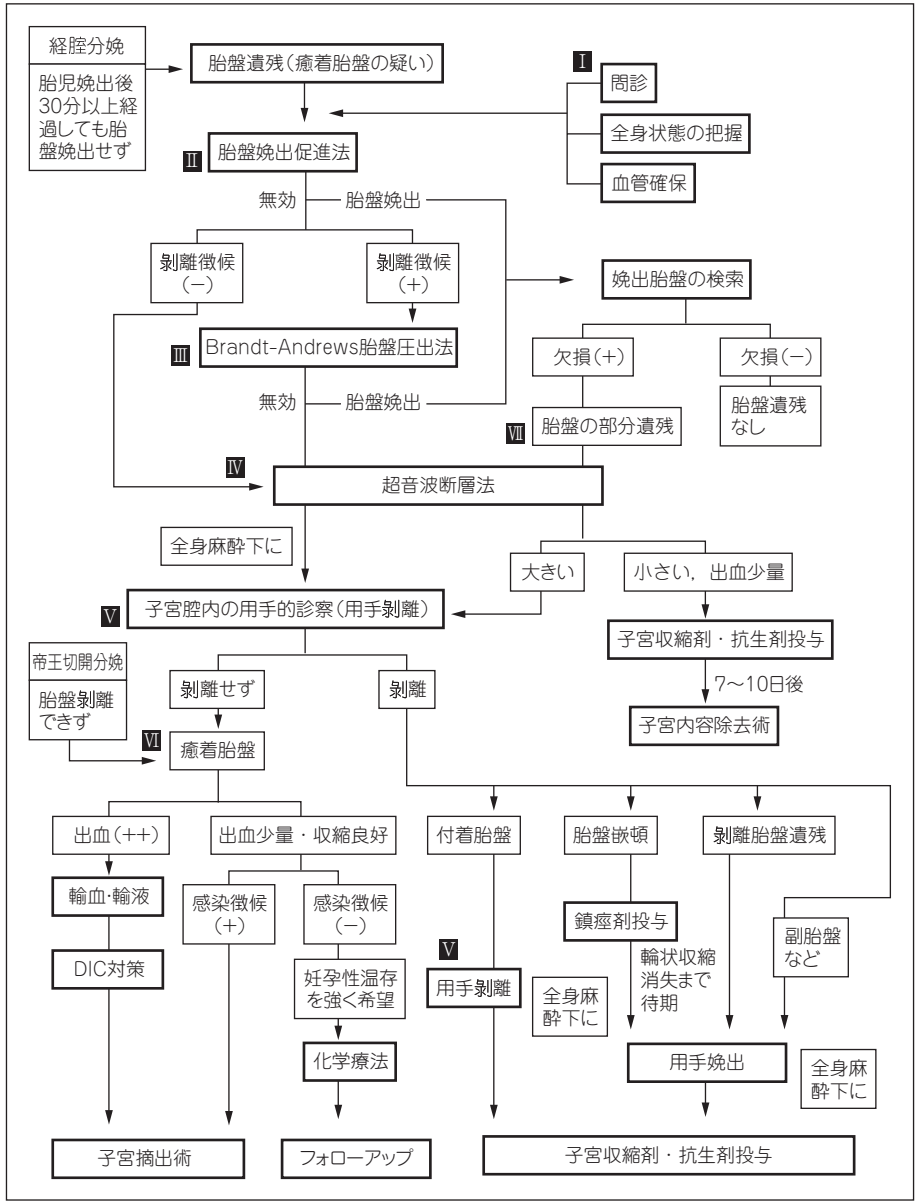 経腟分娩
胎児娩出後
30分以上経
過しても胎
盤娩出せず
胎盤遺残(癒着胎盤の疑い)
Ⅰ
問診
全身状態の把握
血管確保
Ⅱ
胎盤娩出促進法
無効
胎盤娩出
剝離徴候
(−)
剝離徴候
(+)
娩出胎盤の検索
Ⅲ
Brandt-Andrews胎盤圧出法
欠損(+)
欠損(−)
無効
胎盤娩出
Ⅶ
胎盤の部分遺残
胎盤遺残
なし
Ⅳ
超音波断層法
全身麻酔下に
大きい
小さい，出血少量
Ⅴ
子宮腔内の用手的診察(用手剝離)
子宮収縮剤・抗生剤投与
帝王切開分娩
胎盤剝離
できず
剝離せず
剝離
7〜10日後
子宮内容除去術
Ⅵ
癒着胎盤
出血(++)
出血少量・収縮良好
付着胎盤
胎盤嵌頓
剝離胎盤遺残
輸血・輸液
感染徴候
(+)
感染徴候
(−)
鎮痙剤投与
副胎盤
など
DIC対策
妊孕性温存
を強く希望
Ⅴ
用手剝離
全身麻
酔下に
輪状収縮
消失まで
待期
化学療法
用手娩出
全身麻
酔下に
子宮摘出術
フォローアップ
子宮収縮剤・抗生剤投与